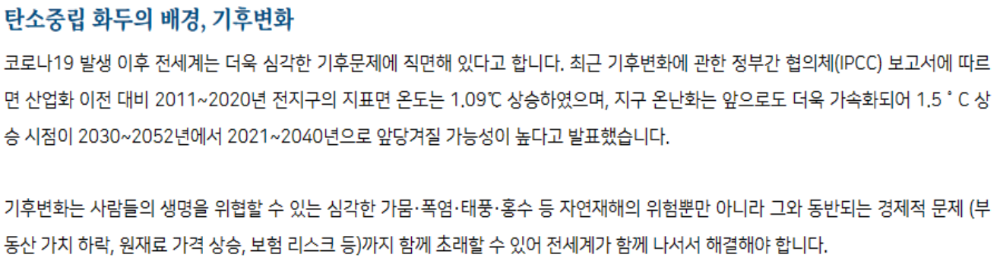 탄소중립 화두의 배경, 기후변화
코로나19 발생 이후 전세계는 더욱 심각한 기후문제에 직면해 있다고 합니다. 최근 기후변화에 관한 정부간 협의체(IPCC) 보고서에 따르
면 산업화 이전 대비 2011~2020년 전지구의 지표면 온도는 1.09℃ 상승하였으며, 지구 온난화는 앞으로도 더욱 가속화되어 1.5˚C 상
승 시점이 2030~2052년에서 2021~2040년으로 앞당겨질 가능성이 높다고 발표했습니다.
기후변화는 사람들의 생명을 위협할 수 있는 심각한 가뭄·폭염·태풍·홍수 등 자연재해의 위험뿐만 아니라 그와 동반되는 경제적 문제 (부
동산 가치 하락, 원재료 가격 상승, 보험 리스크 등)까지 함께 초래할 수 있어 전세계가 함께 나서서 해결해야 합니다.